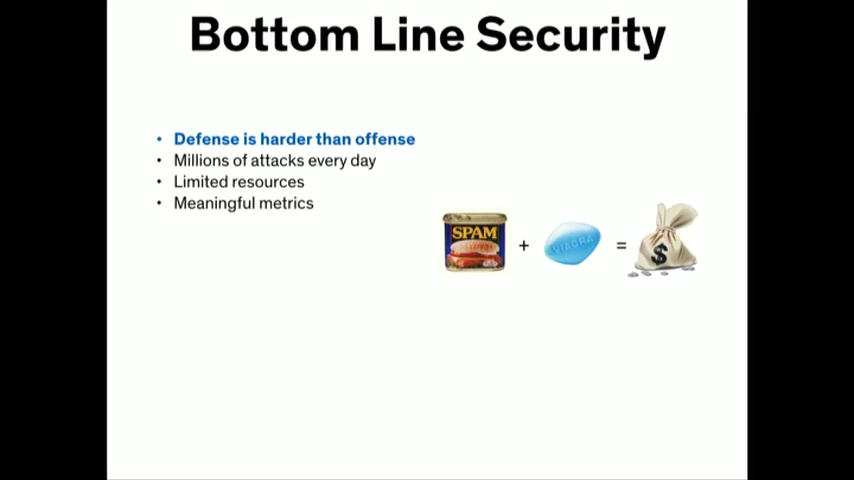 Bottom Line Security
• Defense is harder than offense
• Millions of attacks every day
• Limited resources
• Meaningful metrics
SPAM + VIAGRA = $